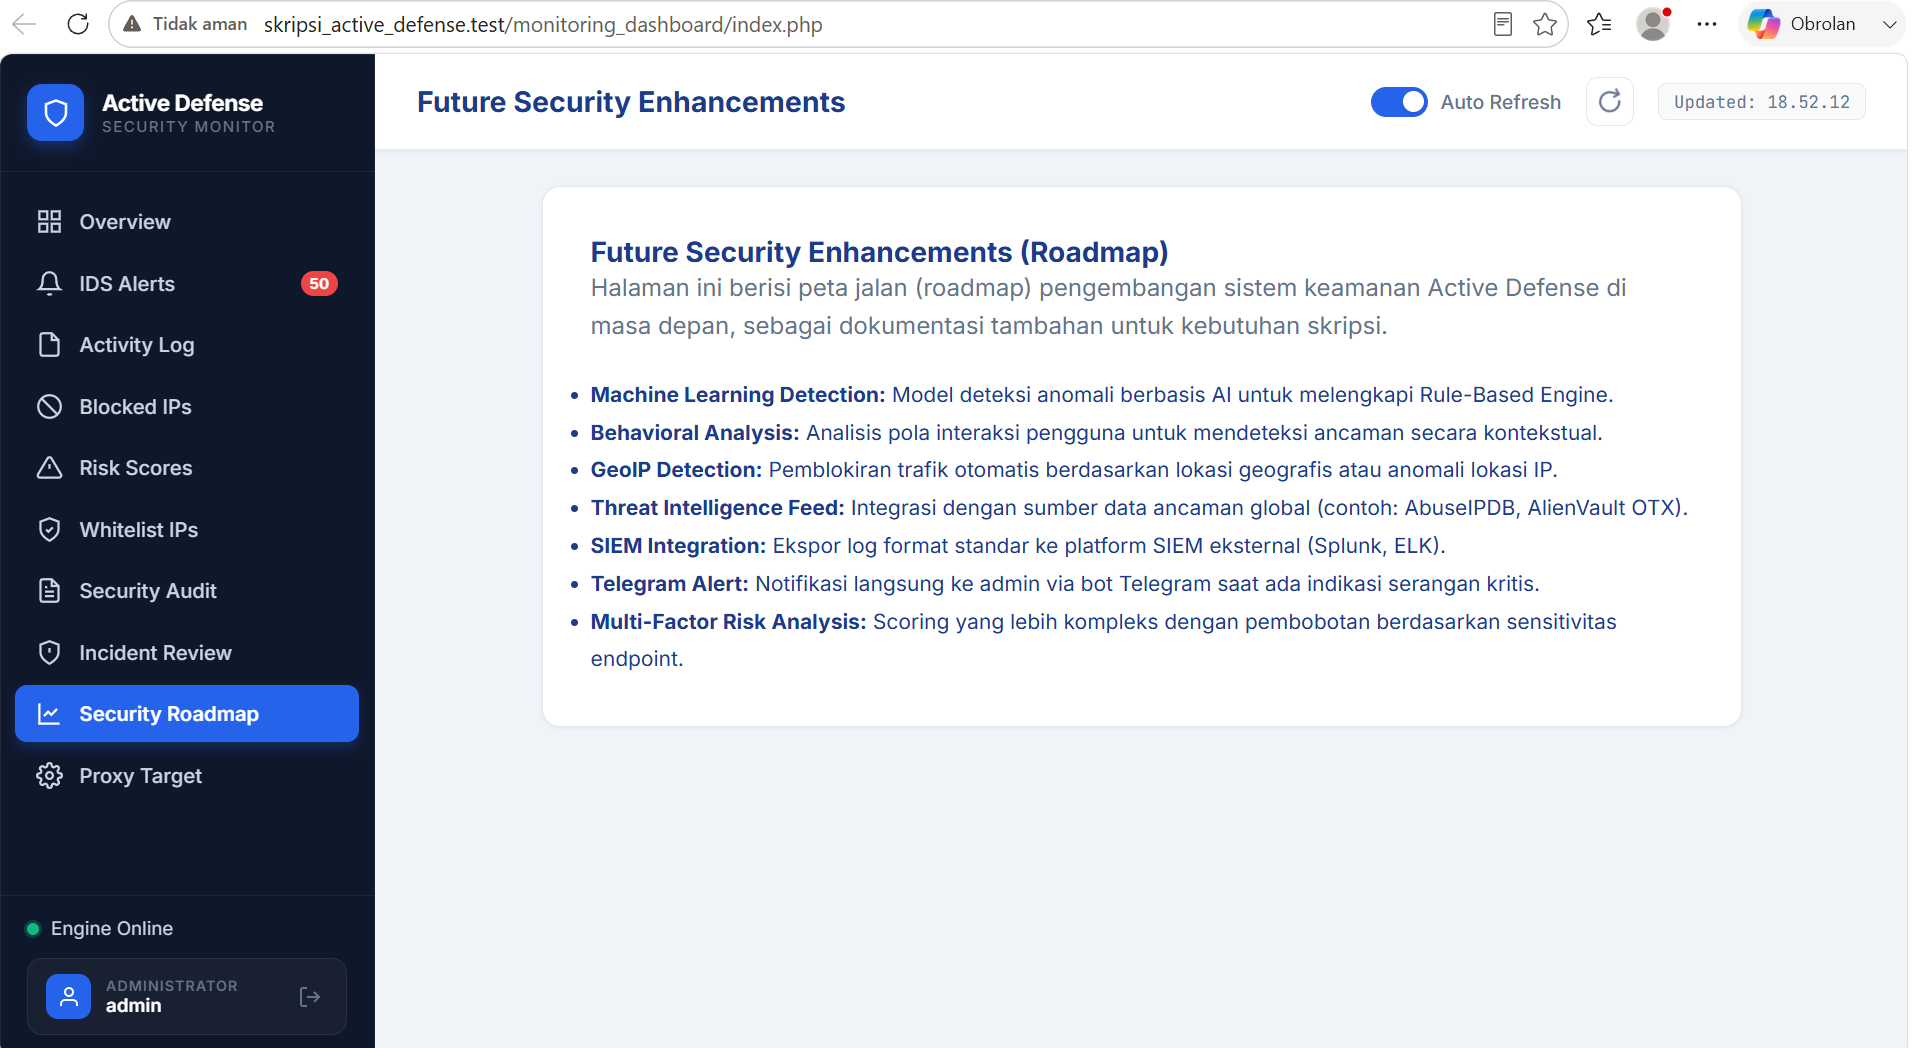 Tidak aman
skripsi_active_defense.test/monitoring_dashboard/index.php
Obrolan
Active Defense
SECURITY MONITOR
Overview
IDS Alerts
50
Activity Log
Blocked IPs
Risk Scores
Whitelist IPs
Security Audit
Incident Review
Security Roadmap
Proxy Target
Engine Online
ADMINISTRATOR
admin
Future Security Enhancements
Auto Refresh
Updated: 18.52.12
Future Security Enhancements (Roadmap)
Halaman ini berisi peta jalan (roadmap) pengembangan sistem keamanan Active Defense di
masa depan, sebagai dokumentasi tambahan untuk kebutuhan skripsi.
• Machine Learning Detection: Model deteksi anomali berbasis AI untuk melengkapi Rule-Based Engine.
• Behavioral Analysis: Analisis pola interaksi pengguna untuk mendeteksi ancaman secara kontekstual.
• GeoIP Detection: Pemblokiran trafik otomatis berdasarkan lokasi geografis atau anomali lokasi IP.
• Threat Intelligence Feed: Integrasi dengan sumber data ancaman global (contoh: AbuseIPDB, AlienVault OTX).
• SIEM Integration: Ekspor log format standar ke platform SIEM eksternal (Splunk, ELK).
• Telegram Alert: Notifikasi langsung ke admin via bot Telegram saat ada indikasi serangan kritis.
• Multi-Factor Risk Analysis: Scoring yang lebih kompleks dengan pembobotan berdasarkan sensitivitas
endpoint.